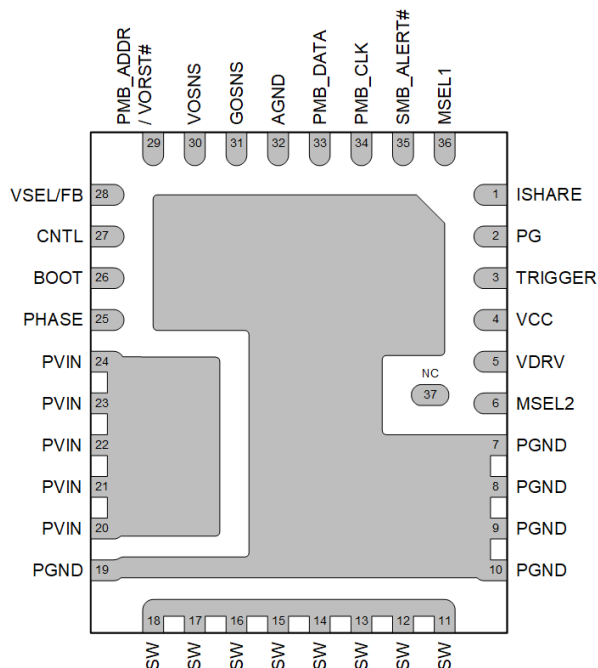 PMB_ADDR
/ VORST#
VOSNS
GOSNS
AGND
PMB_DATA
PMB_CLK
SMB_ALERT#
MSEL1
29 30 31 32 33 34 35 36
VSEL/FB 28 1 ISHARE
CNTL 27 2 PG
BOOT 26 3 TRIGGER
PHASE 25 4 VCC
PVIN 24 5 VDRV
NC
37
PVIN 23 6 MSEL2
PVIN 22 7 PGND
PVIN 21 8 PGND
PVIN 20 9 PGND
PGND 19 10 PGND
18 17 16 15 14 13 12 11
SW SW SW SW SW SW SW SW